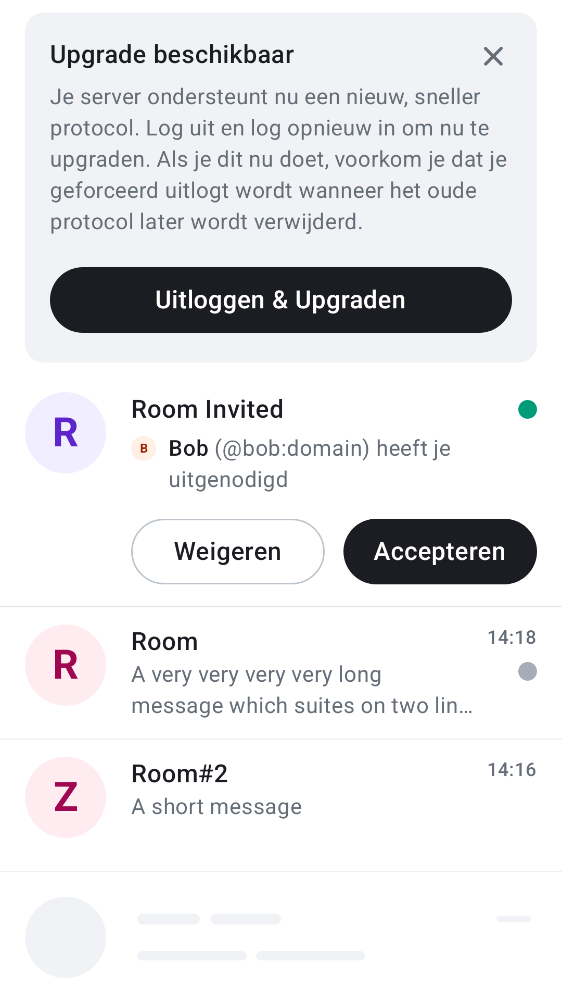 Upgrade beschikbaar
Je server ondersteunt nu een nieuw, sneller
protocol. Log uit en log opnieuw in om nu te
upgraden. Als je dit nu doet, voorkom je dat je
geforceerd uitlogt wordt wanneer het oude
protocol later wordt verwijderd.
Uitloggen & Upgraden
R
Room Invited
B Bob (@bob:domain) heeft je
uitgenodigd
Weigeren
Accepteren
R
Room
14:18
A very very very very long
message which suites on two lin…
Z
Room#2
14:16
A short message